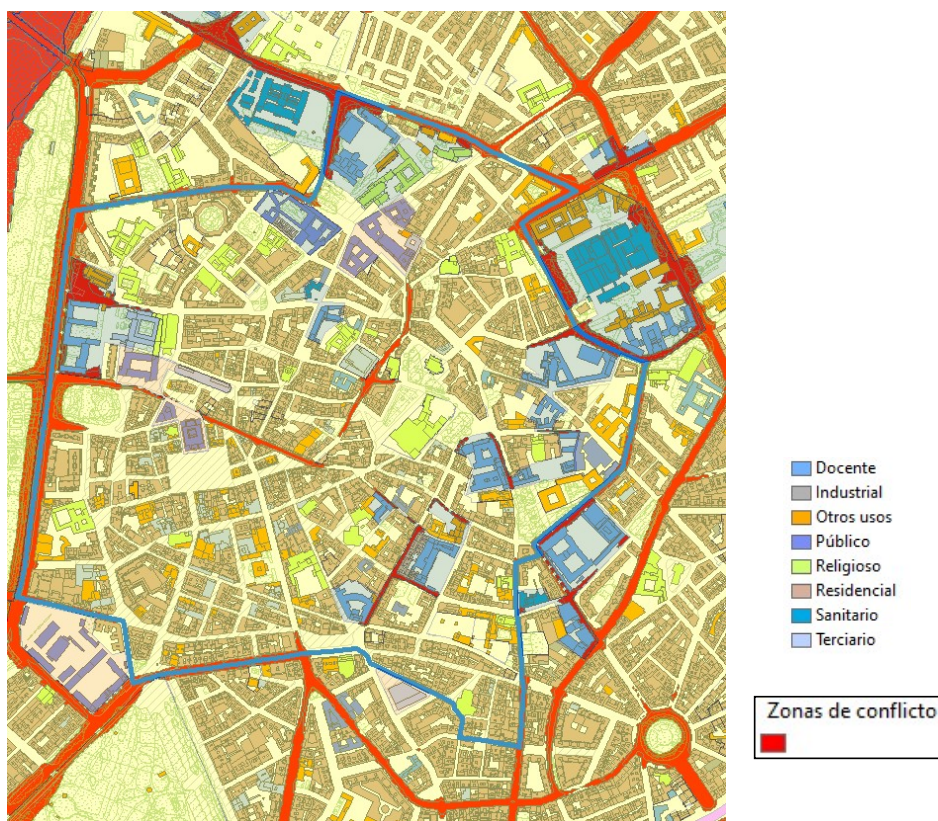 Docente
Industrial
Otros usos
Público
Religioso
Residencial
Sanitario
Terciario
Zonas de conflicto